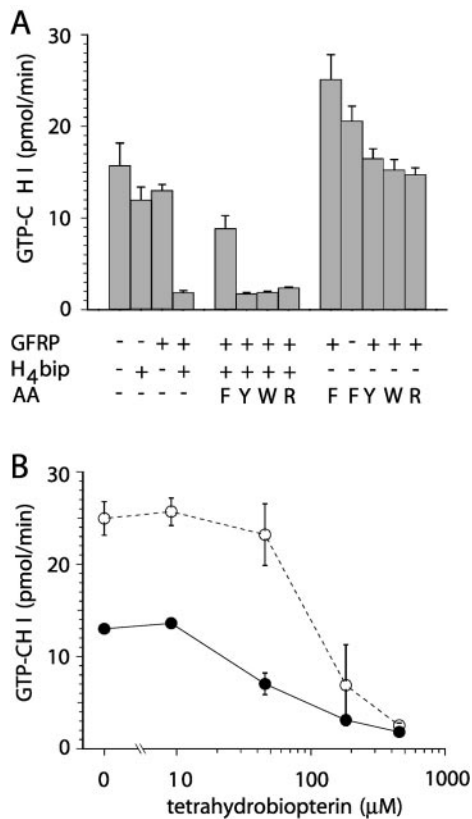 A
GTP-C H I (pmol/min)
30
20
10
0
GFRP - - + + + + + + + - + + +
H4bip - + - + + + + + - - - - -
AA - - - - F Y W R F F Y W R
B
GTP-CH I (pmol/min)
30
20
10
0
0 10 100 1000
tetrahydrobiopterin (μM)